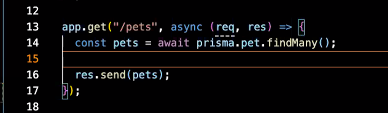 12
13 app.get("/pets", async (req, res) => {
14 const pets = await prisma.pet.findMany();
15
16 res.send(pets);
17 });
18